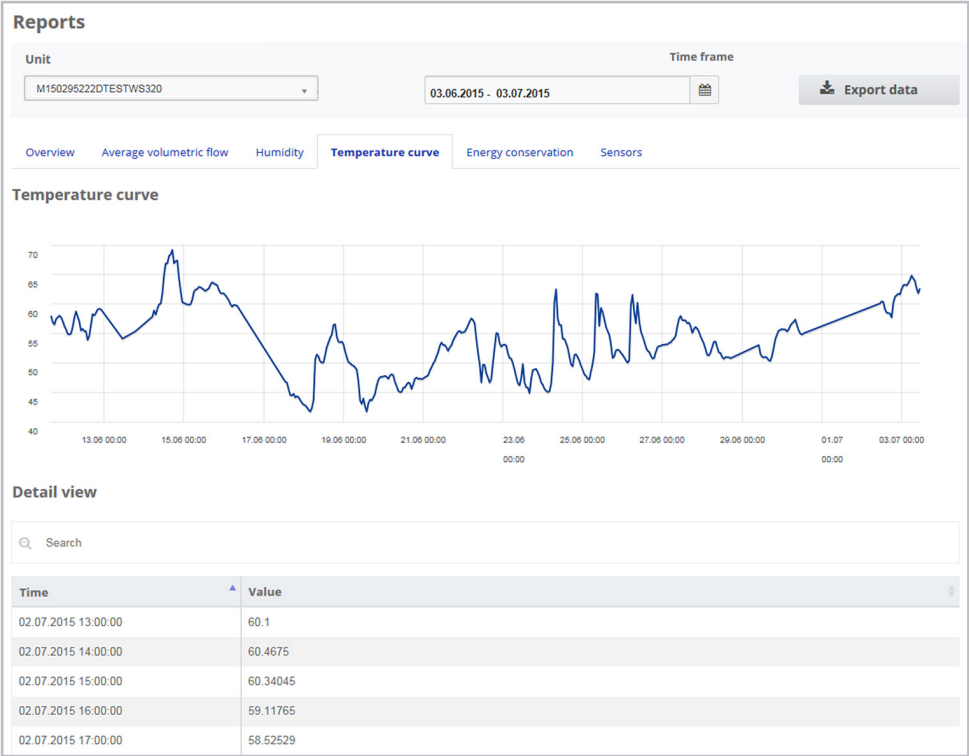 Reports
Unit
Time frame
M150295222DTESTWS320
03.06.2015 - 03.07.2015
Export data
Overview Average volumetric flow Humidity Temperature curve Energy conservation Sensors
Temperature curve
70
65
60
55
50
45
40
13.06 00:00 15.06 00:00 17.06 00:00 19.06 00:00 21.06 00:00 23.06 25.06 00:00 27.06 00:00 29.06 00:00 01.07 03.07 00:00
00:00 00:00
Detail view
Search
Time Value
02.07.2015 13:00:00 60.1
02.07.2015 14:00:00 60.4675
02.07.2015 15:00:00 60.34045
02.07.2015 16:00:00 59.11765
02.07.2015 17:00:00 58.52529